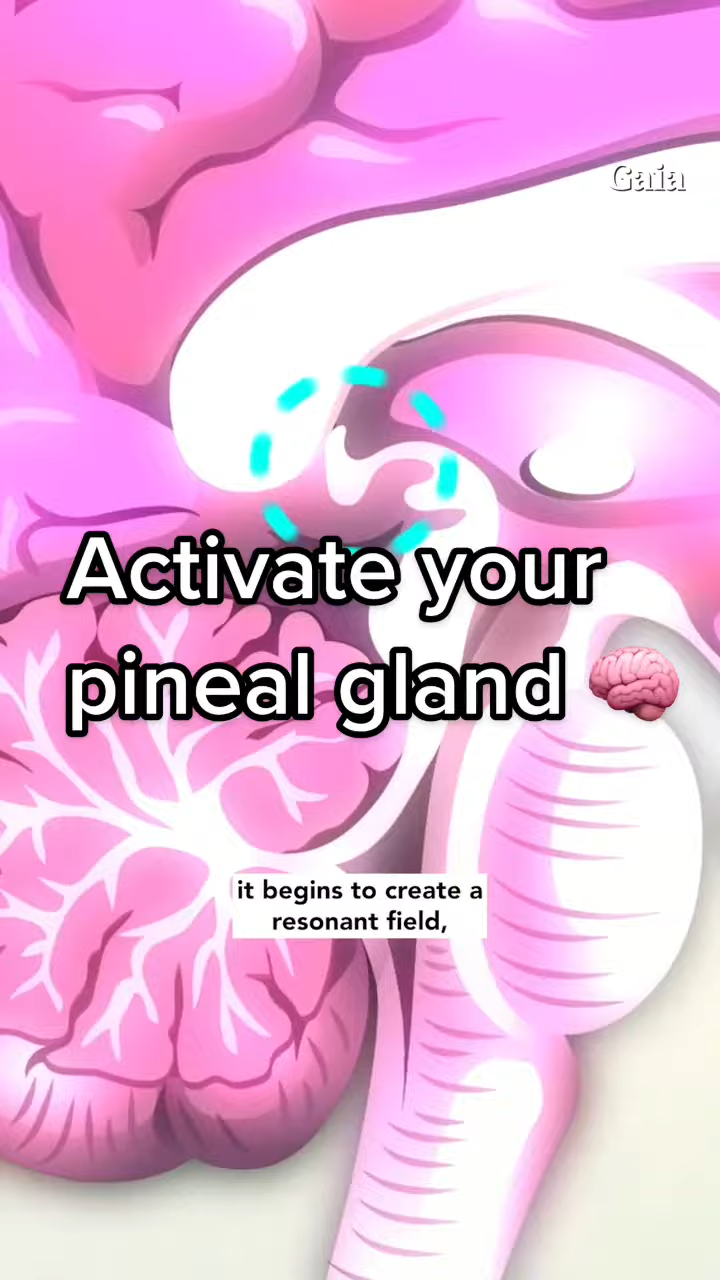 Gaia
Activate your
pineal gland 🧠
it begins to create a
resonant field,